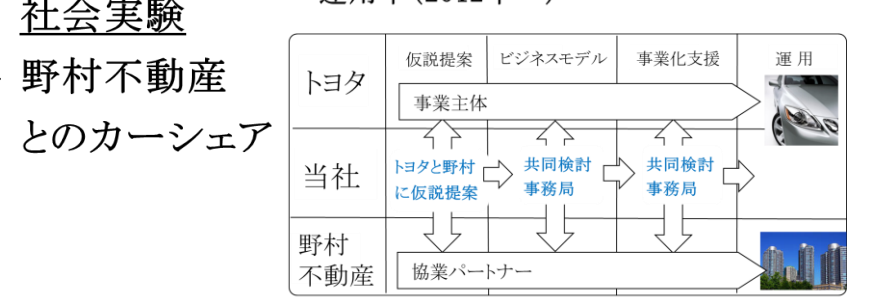 社会実験
野村不動産
とのカーシェア
仮説提案 ビジネスモデル 事業化支援 運用
トヨタ
事業主体
当社
トヨタと野村
に仮説提案
共同検討
事務局
共同検討
事務局
野村
不動産
協業パートナー